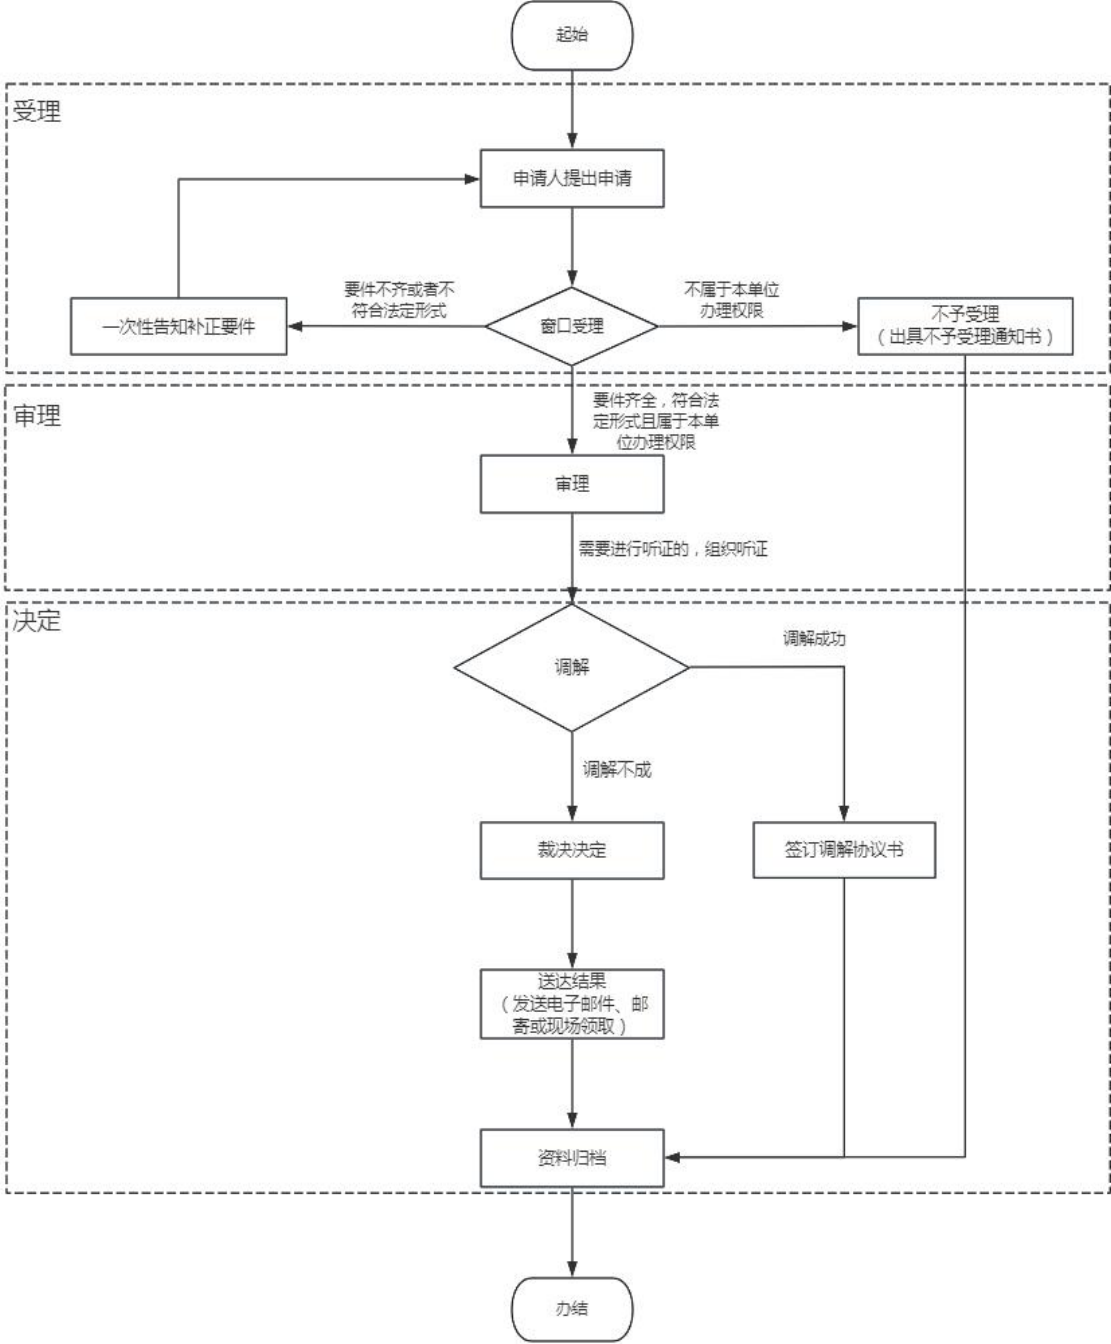 起始
受理
申请人提出申请
要件不齐或者不
符合法定形式
不属于本单位
办理权限
一次性告知补正要件
窗口受理
不予受理
（出具不予受理通知书）
审理
要件齐全，符合法
定形式且属于本单
位办理权限
审理
需要进行听证的，组织听证
决定
调解
调解成功
调解不成
裁决决定
签订调解协议书
送达结果
（发送电子邮件、邮
寄或现场领取）
资料归档
办结